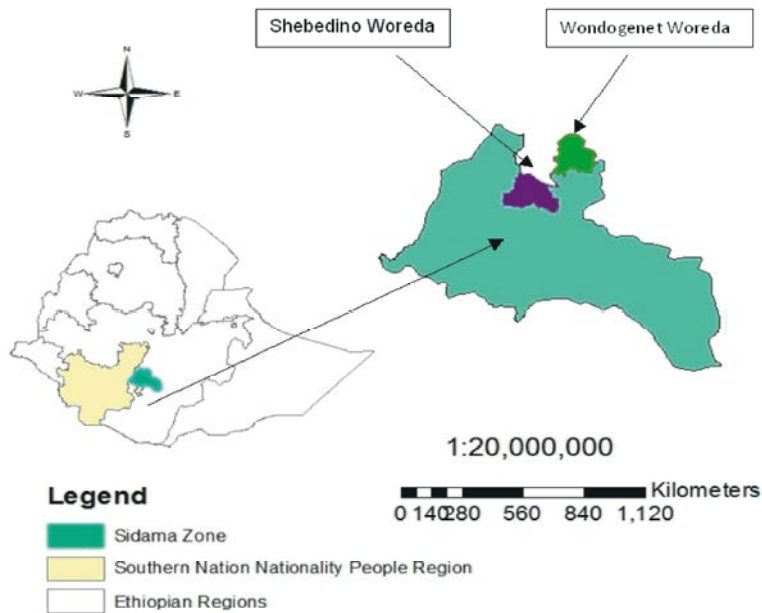 Shebedino Woreda
Wondogenet Woreda
N
W E
S
1:20,000,000
Kilometers
0 140 280 560 840 1,120
Legend
Sidama Zone
Southern Nation Nationality People Region
Ethiopian Regions